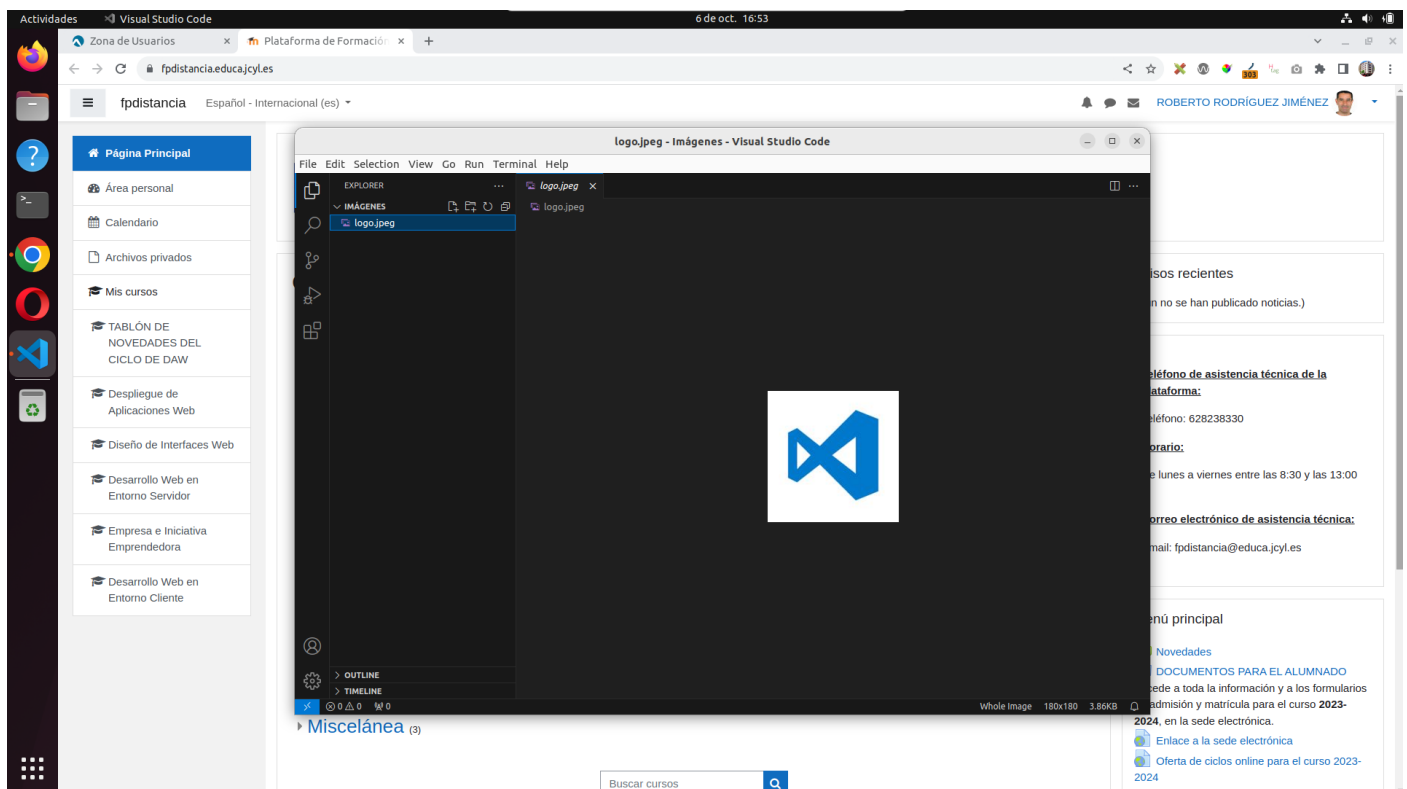 Actividades
Visual Studio Code
6 de oct. 16:53
Zona de Usuarios
Plataforma de Formación
fpdistancia.educa.jcyl.es
303
fpdistancia
Español - Internacional (es)
ROBERTO RODRÍGUEZ JIMÉNEZ
Página Principal
Área personal
Calendario
Archivos privados
Mis cursos
TABLÓN DE
NOVEDADES DEL
CICLO DE DAW
Despliegue de
Aplicaciones Web
Diseño de Interfaces Web
Desarrollo Web en
Entorno Servidor
Empresa e Iniciativa
Emprendedora
Desarrollo Web en
Entorno Cliente
logo.jpeg - Imágenes - Visual Studio Code
File Edit Selection View Go Run Terminal Help
EXPLORER
IMÁGENES
logo.jpeg
logo.jpeg
logo.jpeg
OUTLINE
TIMELINE
0 0 0
Whole Image 180x180 3.86KB
isos recientes
n no se han publicado noticias.)
eléfono de asistencia técnica de la
ataforma:
eléfono: 628238330
orario:
e lunes a viernes entre las 8:30 y las 13:00
orreo electrónico de asistencia técnica:
mail: fpdistancia@educa.jcyl.es
enú principal
Novedades
DOCUMENTOS PARA EL ALUMNADO
cede a toda la información y a los formularios
admisión y matrícula para el curso 2023-
2024, en la sede electrónica.
Enlace a la sede electrónica
Oferta de ciclos online para el curso 2023-
2024
Miscelánea (3)
Buscar cursos